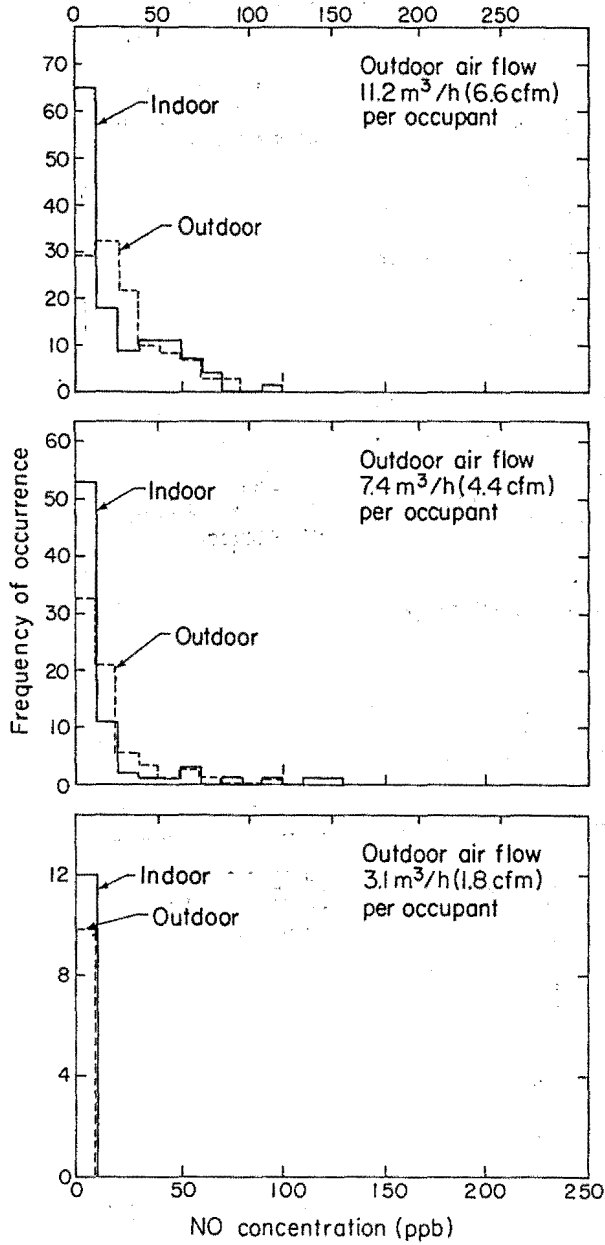 0 50 100 150 200 250
Outdoor air flow
11.2 m³/h (6.6 cfm)
per occupant
Indoor
Outdoor
70
60
50
40
30
20
10
0
Outdoor air flow
7.4 m³/h (4.4 cfm)
per occupant
Indoor
Outdoor
60
50
40
30
20
10
0
Frequency of occurrence
Outdoor air flow
3.1 m³/h (1.8 cfm)
per occupant
Indoor
Outdoor
12
8
4
0
0 50 100 150 200 250
NO concentration (ppb)